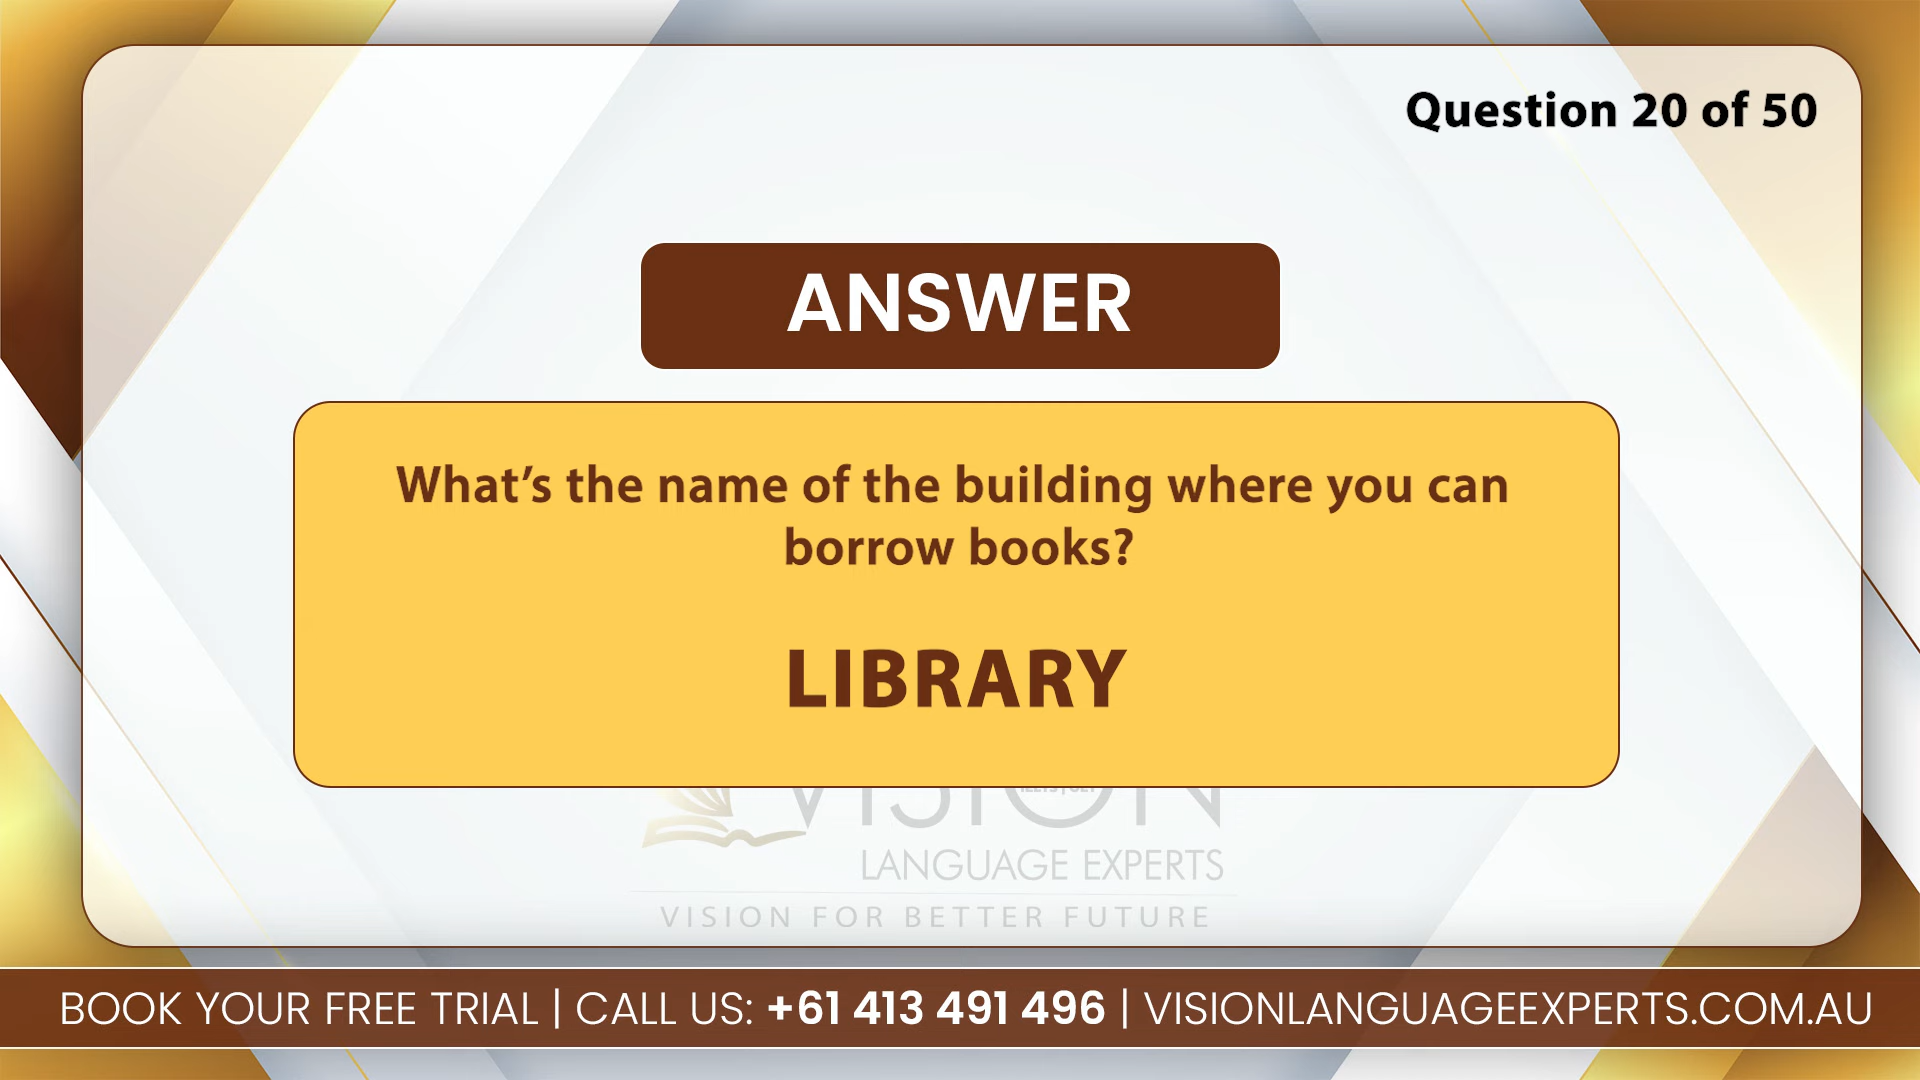 Question 20 of 50
ANSWER
What’s the name of the building where you can
borrow books?
LIBRARY
VISION
LANGUAGE EXPERTS
VISION FOR BETTER FUTURE
BOOK YOUR FREE TRIAL | CALL US: +61 413 491 496 | VISIONLANGUAGEEXPERTS.COM.AU